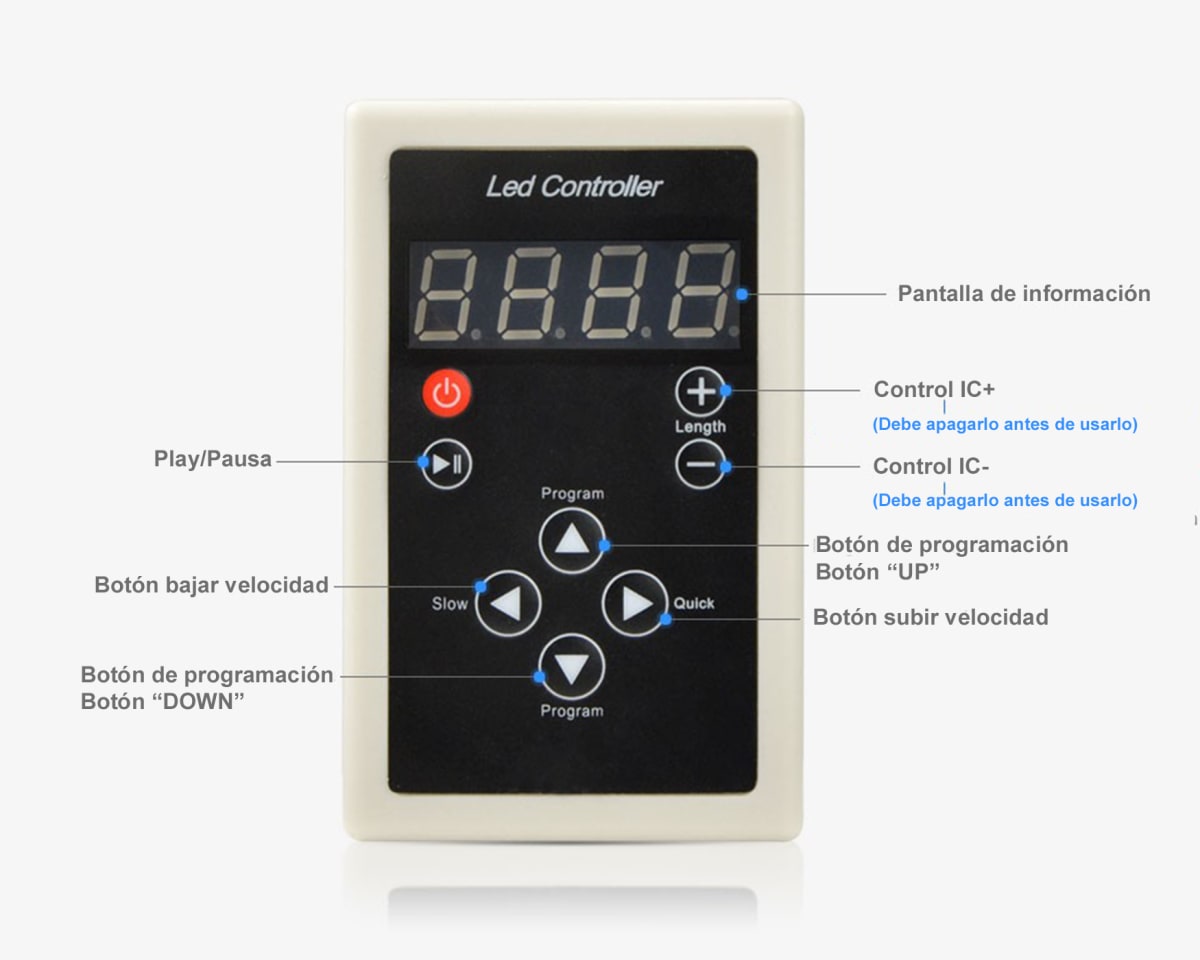 Led Controller
Pantalla de información
Control IC+
Length
(Debe apagarlo antes de usarlo)
Play/Pausa
Control IC-
Program
(Debe apagarlo antes de usarlo)
Botón de programación
Botón “UP”
Botón bajar velocidad
Slow
Quick
Botón subir velocidad
Botón de programación
Botón “DOWN”
Program